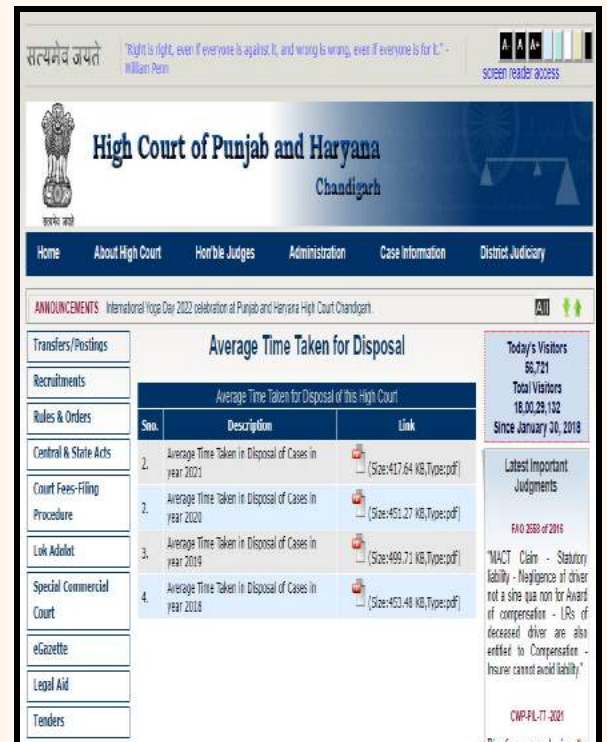 सत्यमेव जयते
"Right is right, even if everyone is against it, and wrong is wrong, even if everyone is for it." -
William Penn
A- A A+
screen reader access
High Court of Punjab and Haryana
Chandigarh
सत्यमेव जयते
Home About High Court Hon'ble Judges Administration Case Information District Judiciary
ANNOUNCEMENTS International Yoga Day 2022 celebration at Punjab and Haryana High Court Chandigarh.
All
Transfers/Postings
Recruitments
Rules & Orders
Central & State Acts
Court Fees-Filing
Procedure
Lok Adalat
Special Commercial
Court
eGazette
Legal Aid
Tenders
Average Time Taken for Disposal
Average Time Taken for Disposal of this High Court
Sno. Description Link
2. Average Time Taken in Disposal of Cases in
year 2021
(Size:417.64 KB,Type:pdf)
2. Average Time Taken in Disposal of Cases in
year 2020
(Size:451.27 KB,Type:pdf)
3. Average Time Taken in Disposal of Cases in
year 2019
(Size:499.71 KB,Type:pdf)
4. Average Time Taken in Disposal of Cases in
year 2018
(Size:453.48 KB,Type:pdf)
Today's Visitors
56,721
Total Visitors
18,00,29,132
Since January 30, 2018
Latest Important
Judgments
FAO 2558 of 2016
"MACT Claim - Statutory
liability - Negligence of driver
not a sine qua non for Award
of compensation - LRs of
deceased driver are also
entitled to Compensation -
Insurer cannot avoid liability."
CWP-PIL-77 -2021